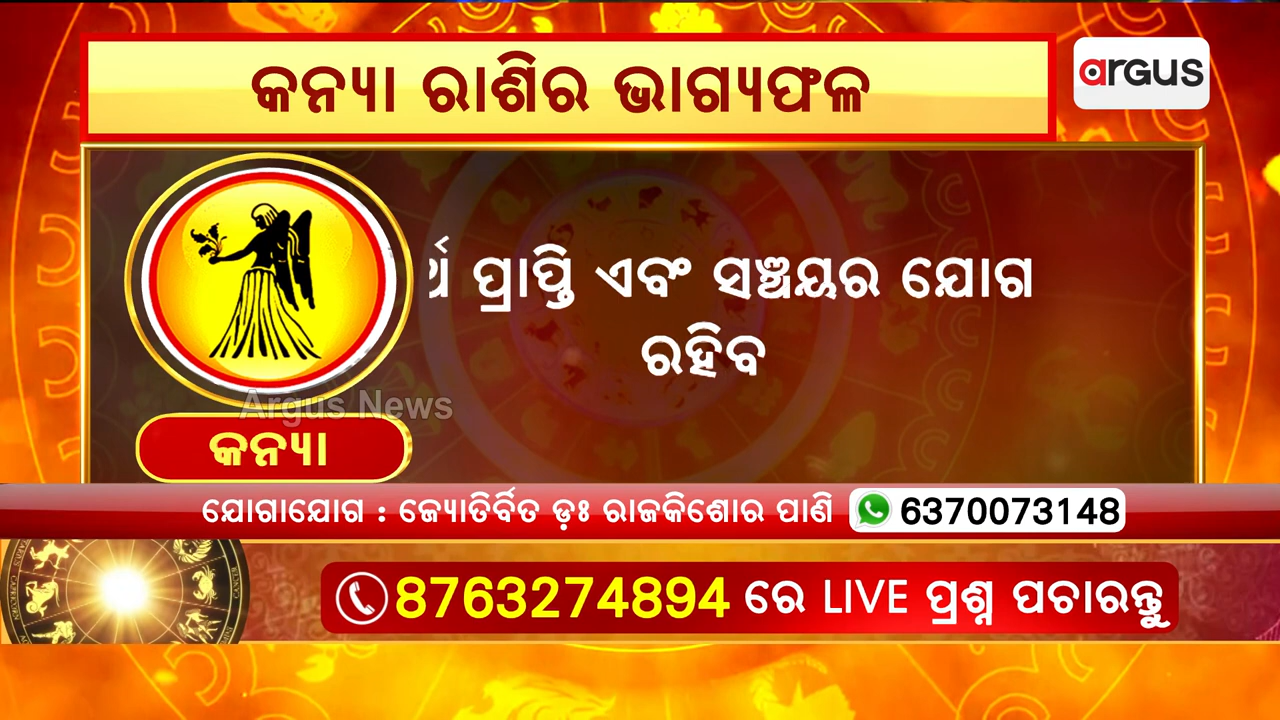 କନ୍ୟା ରାଶିର ଭାଗ୍ୟଫଳ
argus
ପ୍ରାପ୍ତି ଏବଂ ସଞ୍ଚୟର ଯୋଗ
ରହିବ
Argus News
କନ୍ୟା
ଯୋଗାଯୋଗ : ଜ୍ୟୋତିର୍ବିତ ଡ଼ଃ ରାଜକିଶୋର ପାଣି 6370073148
8763274894 ରେ LIVE ପ୍ରଶ୍ନ ପଚାରନ୍ତୁ